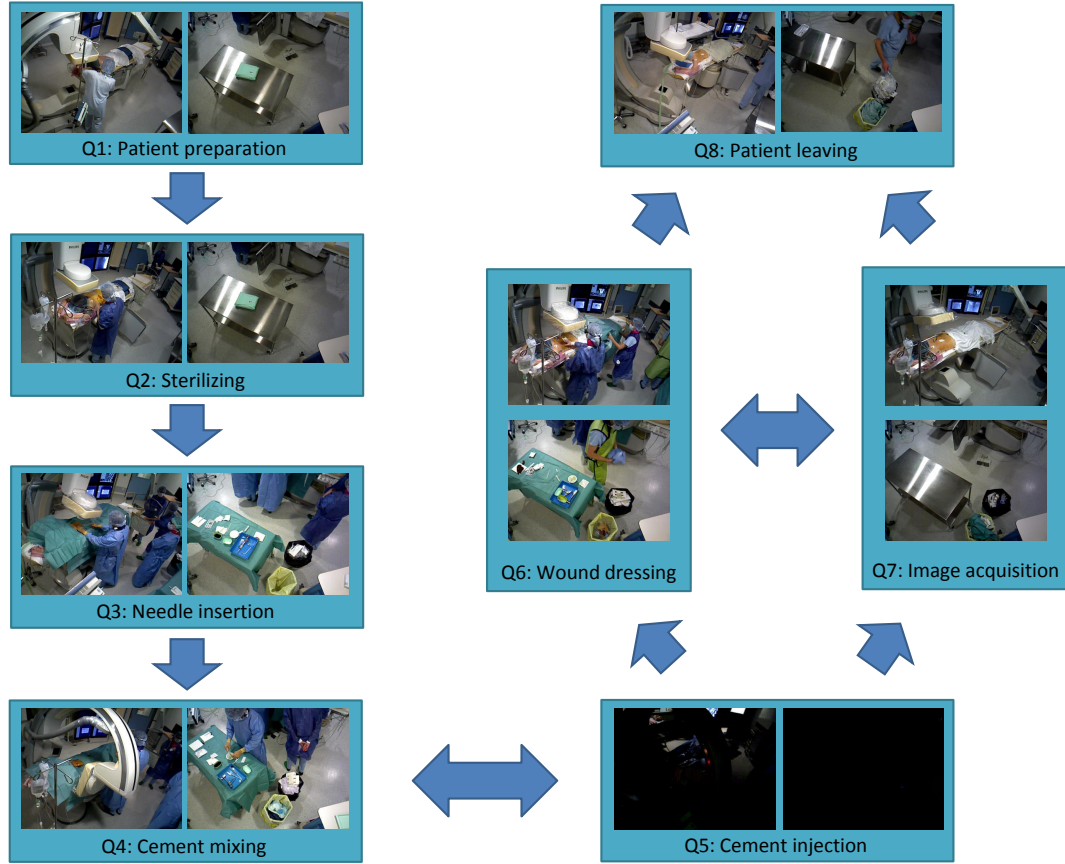 Q1: Patient preparation
Q2: Sterilizing
Q3: Needle insertion
Q4: Cement mixing
Q5: Cement injection
Q6: Wound dressing
Q7: Image acquisition
Q8: Patient leaving